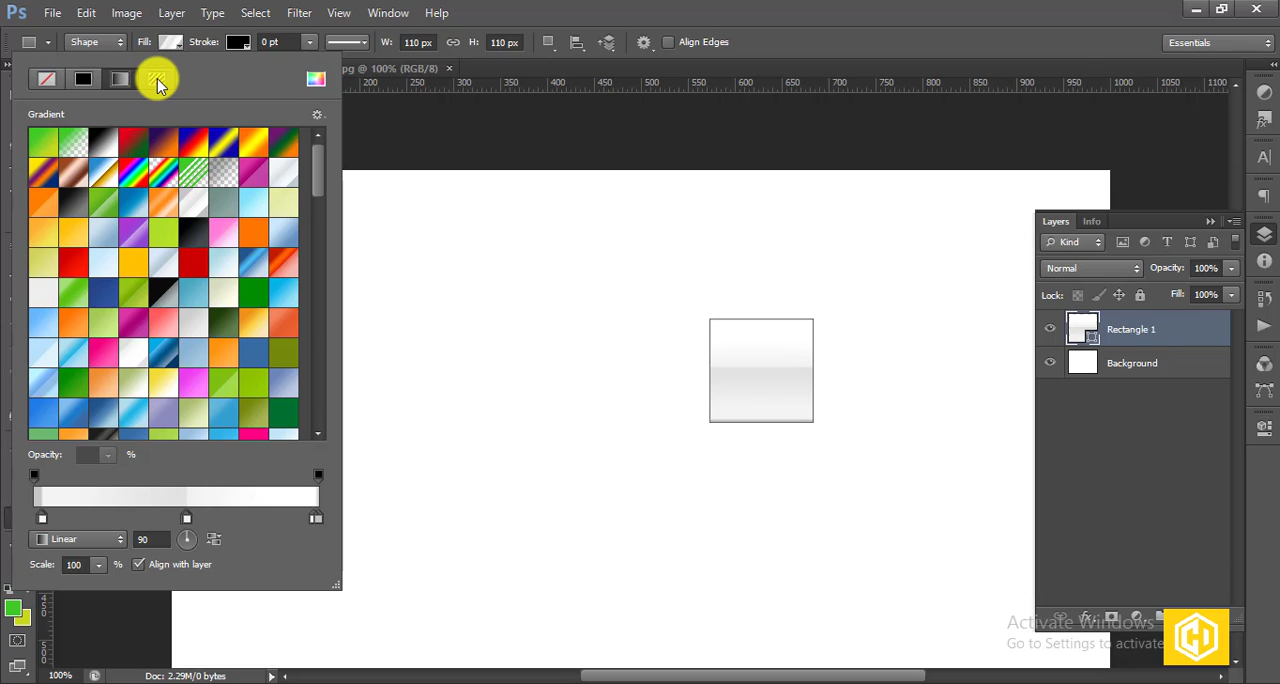 Ps File Edit Image Layer Type Select Filter View Window Help
Shape Fill: Stroke: 0 pt W: 110 px H: 110 px Align Edges Essentials
.jpg @ 100% (RGB/8) ×
200 250 300 350 400 450 500 550 600 650 700 750 800 850 900 950 1000 1050 1100
Gradient
Layers Info
Kind
Normal Opacity: 100%
Lock: Fill: 100%
Rectangle 1
Background
Opacity: %
Linear 90
Scale: 100 % Align with layer
450
500
Activate Windows
Go to Settings to activate
100% Doc: 2.29M/0 bytes